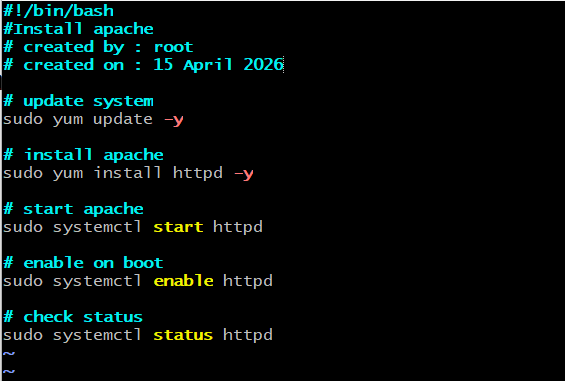 #!/bin/bash
#Install apache
# created by : root
# created on : 15 April 2026
# update system
sudo yum update -y
# install apache
sudo yum install httpd -y
# start apache
sudo systemctl start httpd
# enable on boot
sudo systemctl enable httpd
# check status
sudo systemctl status httpd
~
~